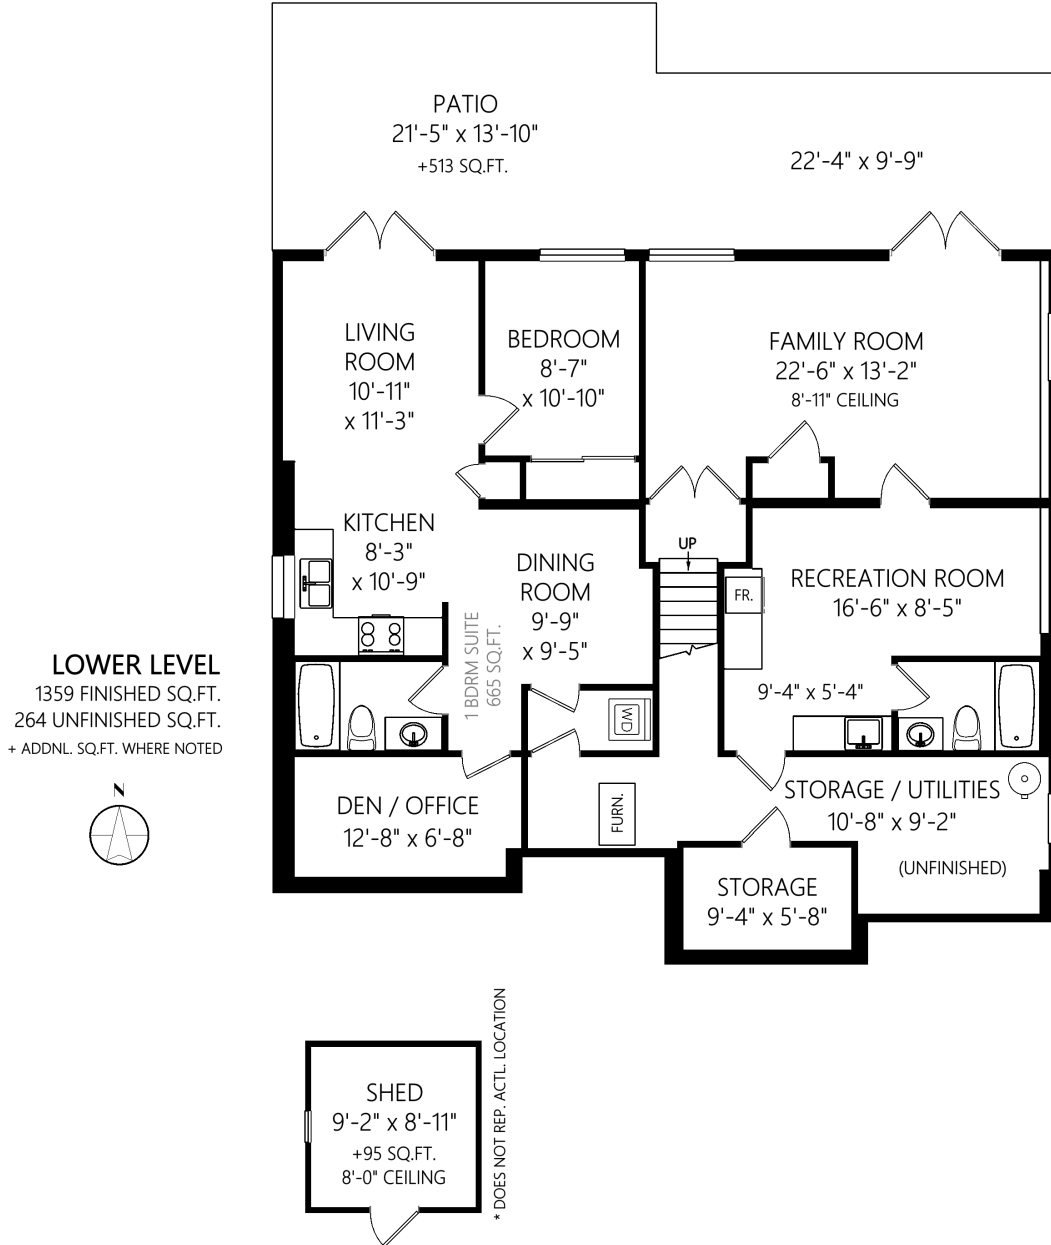 PATIO
21'-5" x 13'-10"
+513 SQ.FT.
22'-4" x 9'-9"
LIVING
ROOM
10'-11"
x 11'-3"
BEDROOM
8'-7"
x 10'-10"
FAMILY ROOM
22'-6" x 13'-2"
8'-11" CEILING
KITCHEN
8'-3"
x 10'-9"
DINING
ROOM
9'-9"
x 9'-5"
UP
FR.
RECREATION ROOM
16'-6" x 8'-5"
9'-4" x 5'-4"
1 BDRM SUITE
665 SQ.FT.
WD
LOWER LEVEL
1359 FINISHED SQ.FT.
264 UNFINISHED SQ.FT.
+ ADDNL. SQ.FT. WHERE NOTED
N
DEN / OFFICE
12'-8" x 6'-8"
FURN.
STORAGE / UTILITIES
10'-8" x 9'-2"
(UNFINISHED)
STORAGE
9'-4" x 5'-8"
SHED
9'-2" x 8'-11"
+95 SQ.FT.
8'-0" CEILING
* DOES NOT REP. ACTL. LOCATION